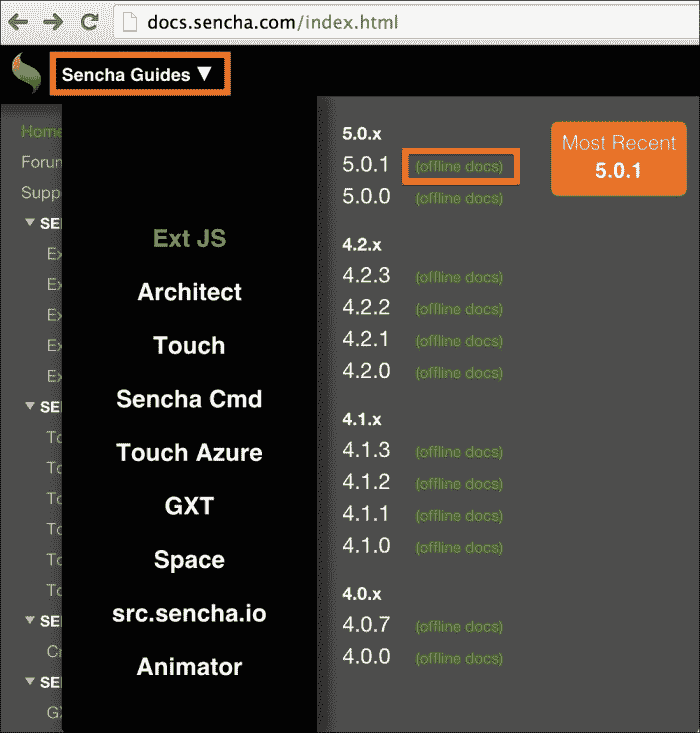 docs.sencha.com/index.html
Sencha Guides ▼
Home
Forum
Supp
▼ SE
Ex
Ex
Ex
Ex
Ex
▼ SE
To
To
To
To
To
To
▼ SE
Cr
▼ SE
GX
Ext JS
Architect
Touch
Sencha Cmd
Touch Azure
GXT
Space
src.sencha.io
Animator
5.0.x
5.0.1 (offline docs)
5.0.0 (offline docs)
4.2.x
4.2.3 (offline docs)
4.2.2 (offline docs)
4.2.1 (offline docs)
4.2.0 (offline docs)
4.1.x
4.1.3 (offline docs)
4.1.2 (offline docs)
4.1.1 (offline docs)
4.1.0 (offline docs)
4.0.x
4.0.7 (offline docs)
4.0.0 (offline docs)
Most Recent
5.0.1